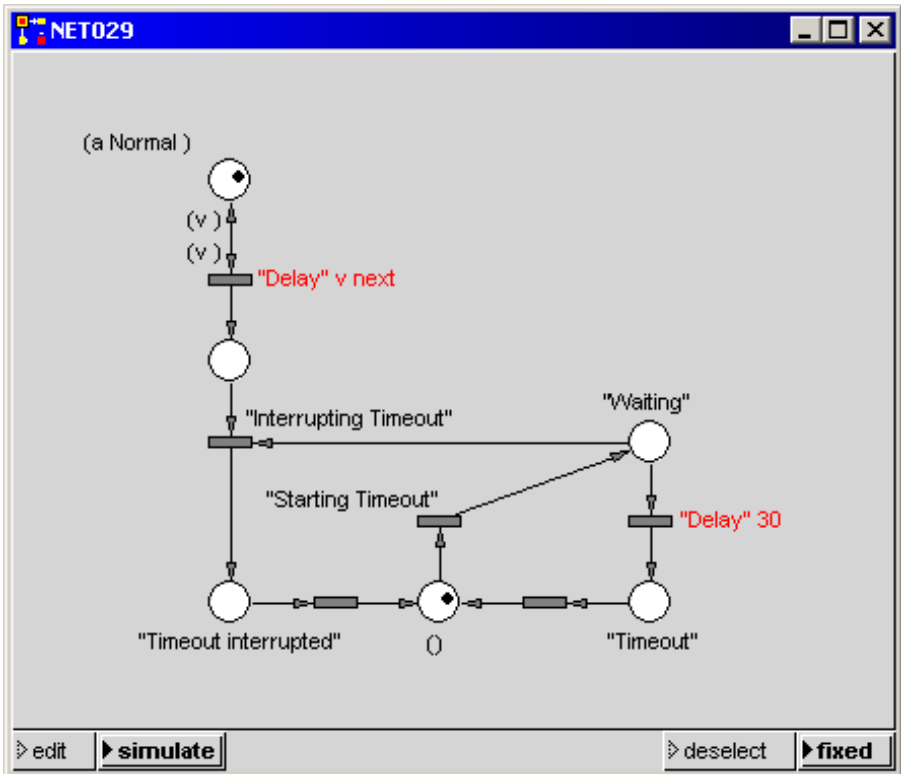 NET029
(a Normal )
(v )
(v )
"Delay" v next
"Interrupting Timeout"
"Waiting"
"Starting Timeout"
"Delay" 30
"Timeout interrupted"
()
"Timeout"
edit
simulate
deselect
fixed